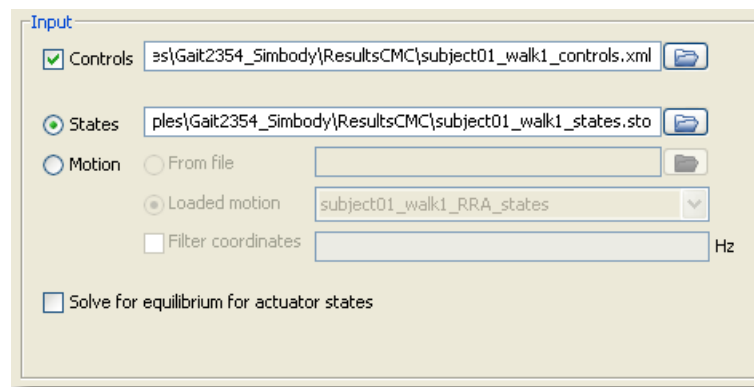 Input
Controls es\Gait2354_Simbody\ResultsCMC\subject01_walk1_controls.xml
States ples\Gait2354_Simbody\ResultsCMC\subject01_walk1_states.sto
Motion From file
Loaded motion subject01_walk1_RRA_states
Filter coordinates Hz
Solve for equilibrium for actuator states